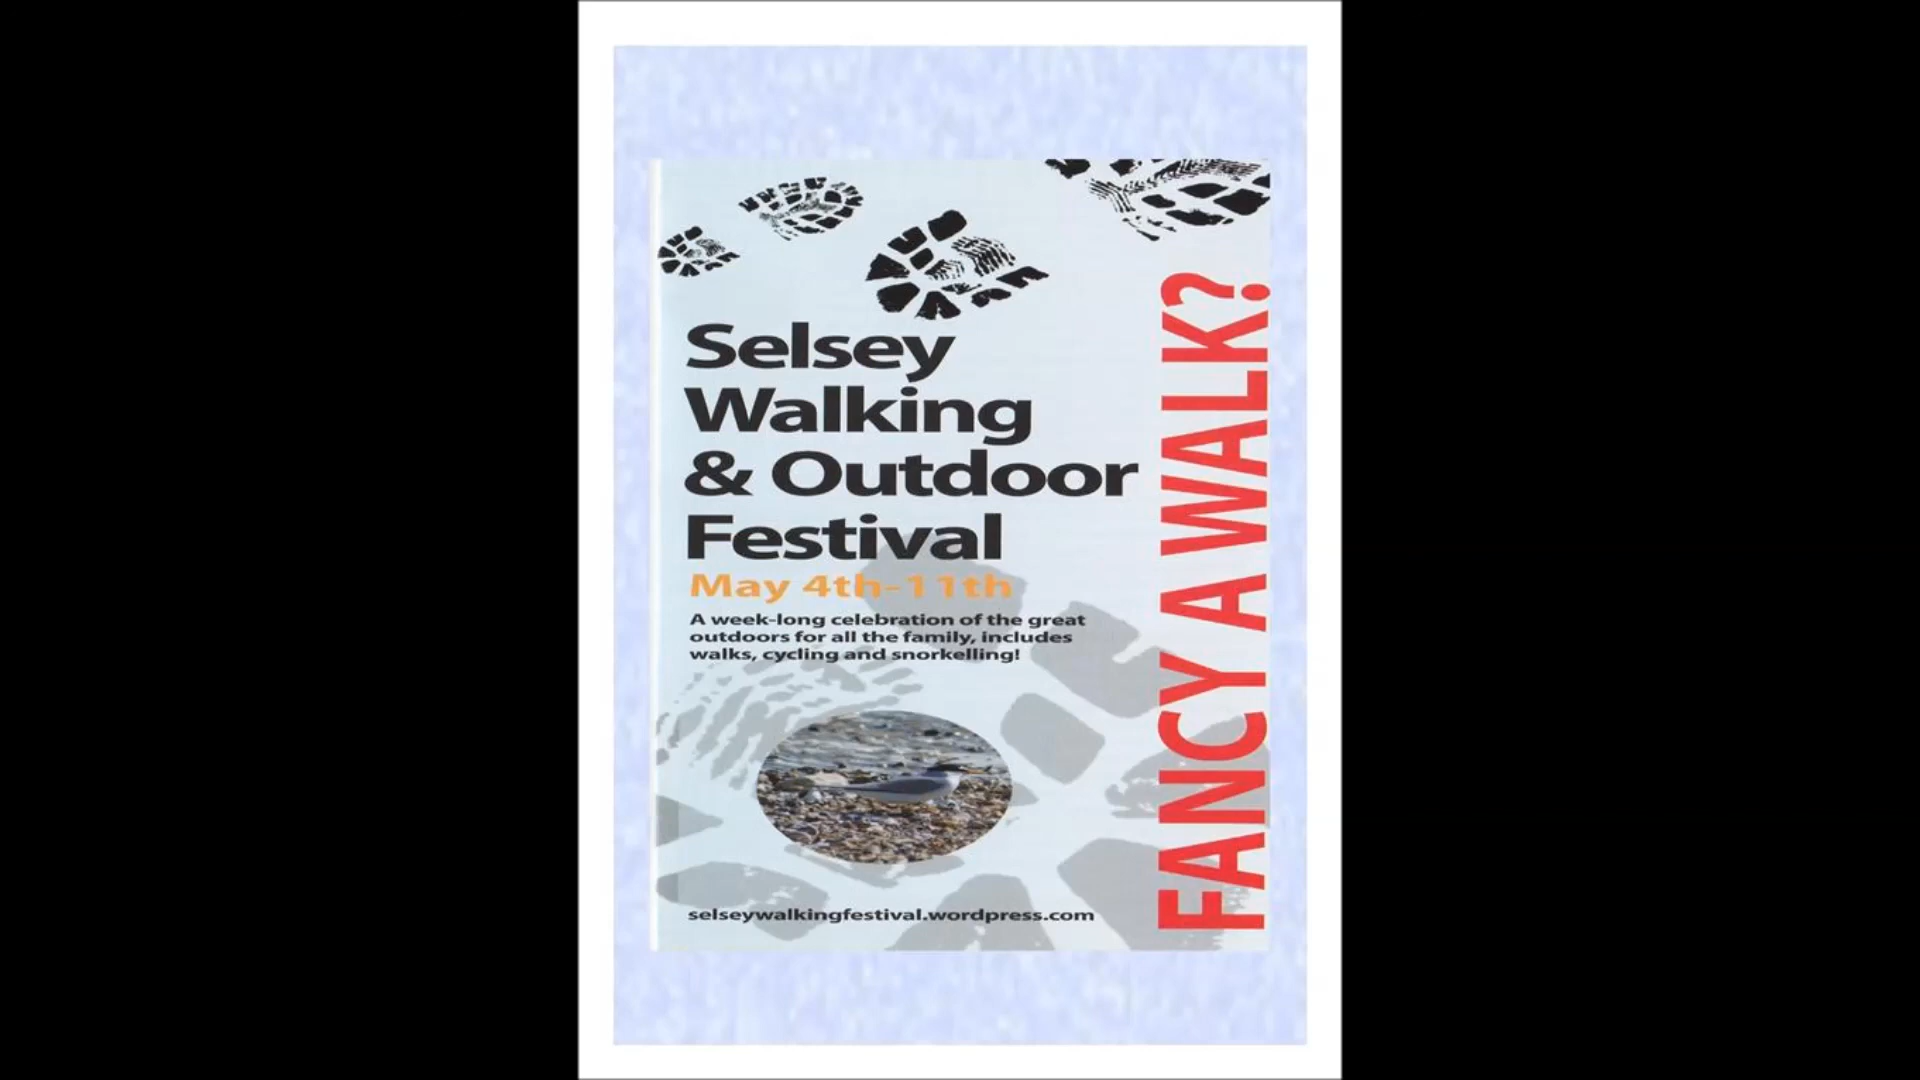 Selsey
Walking
& Outdoor
Festival
May 4th-11th
A week-long celebration of the great
outdoors for all the family, includes
walks, cycling and snorkelling!
selseywalkingfestival.wordpress.com
FANCY A WALK?